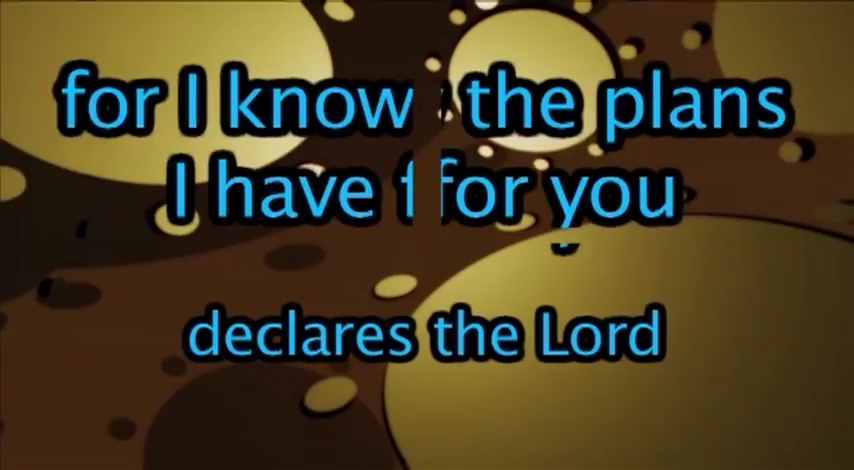 for I know the plans
I have for you
declares the Lord